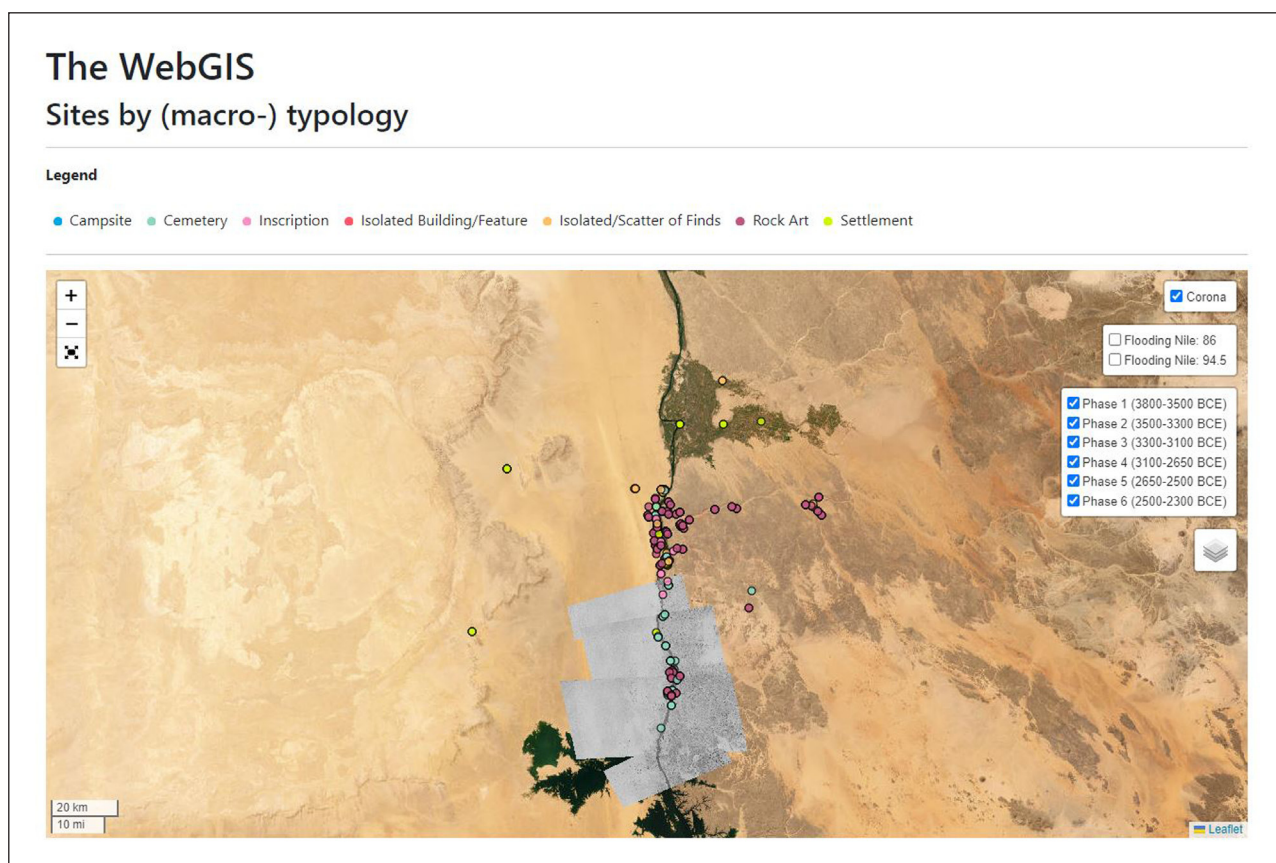 The WebGIS
Sites by (macro-) typology
Legend
Campsite Cemetery Inscription Isolated Building/Feature Isolated/Scatter of Finds Rock Art Settlement
+
−
Corona
Flooding Nile: 86
Flooding Nile: 94.5
Phase 1 (3800-3500 BCE)
Phase 2 (3500-3300 BCE)
Phase 3 (3300-3100 BCE)
Phase 4 (3100-2650 BCE)
Phase 5 (2650-2500 BCE)
Phase 6 (2500-2300 BCE)
20 km
10 mi
Leaflet